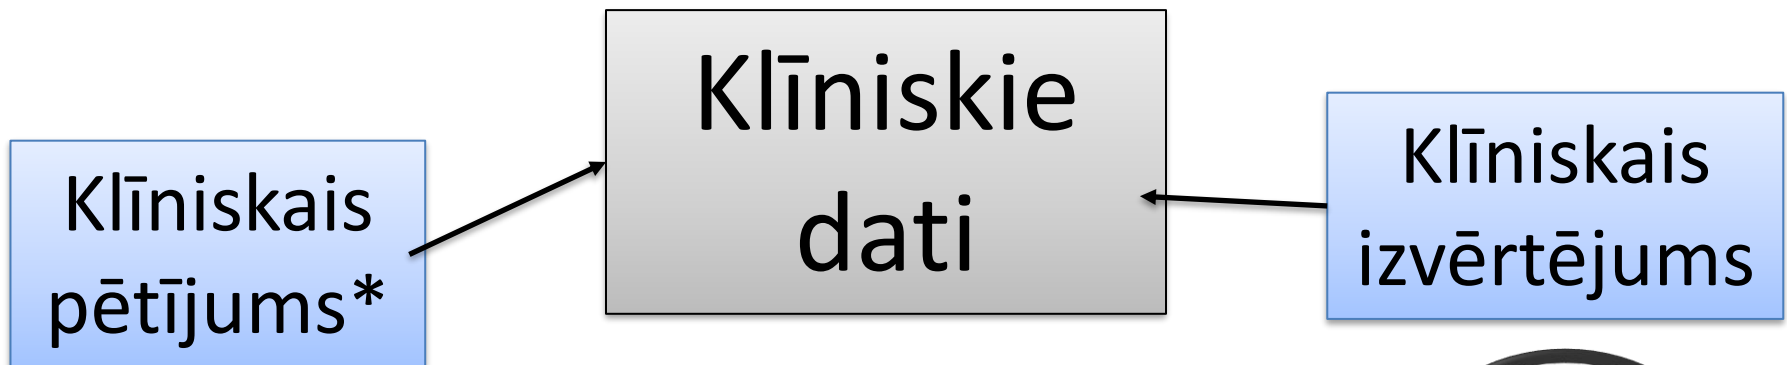 Klīniskie
dati
Klīniskais
pētījums*
Klīniskais
izvērtējums